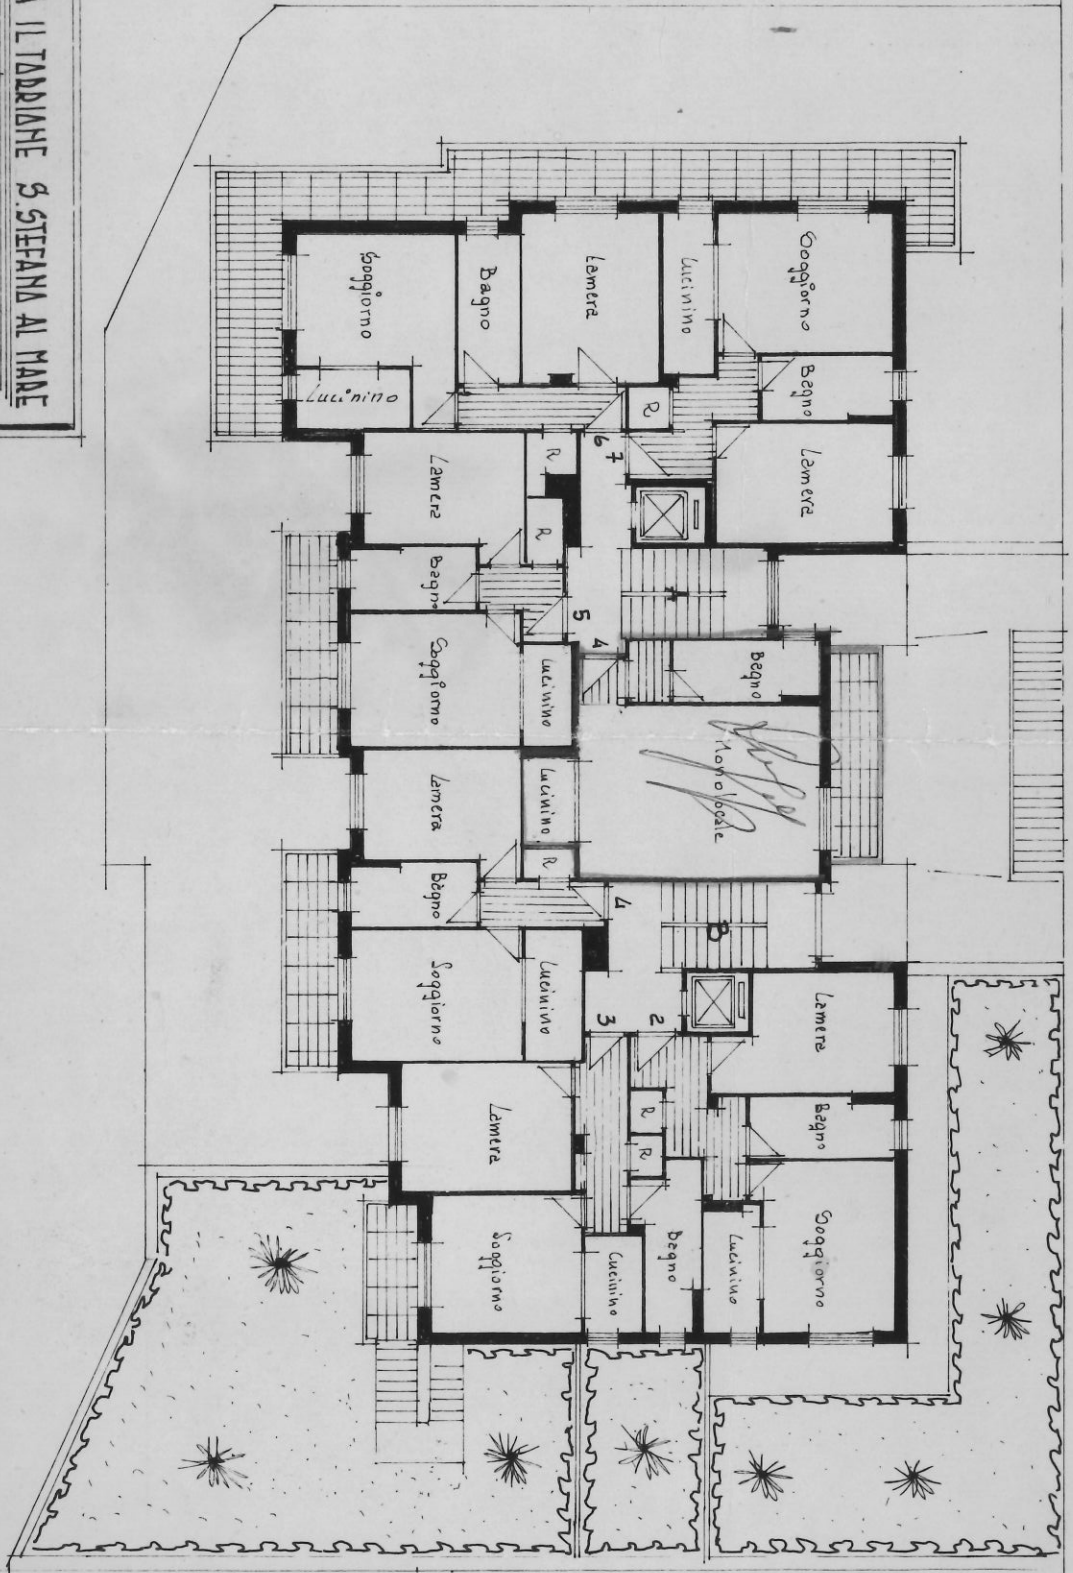 IL TORRIONE S.STEFANO AL MARE
Soggiorno
Bagno
Camera
Cucinino
Soggiorno
Cucinino
Bagno
R
6
7
R
Camera
Camera
R
Bagno
5
A
4
Bagno
Soggiorno
Cucinino
Monolocale
Camera
Cucinino
R
Bagno
4
B
Soggiorno
Cucinino
3
2
Camera
Camera
R
R
Bagno
Soggiorno
Cucinino
Bagno
Cucinino
Soggiorno